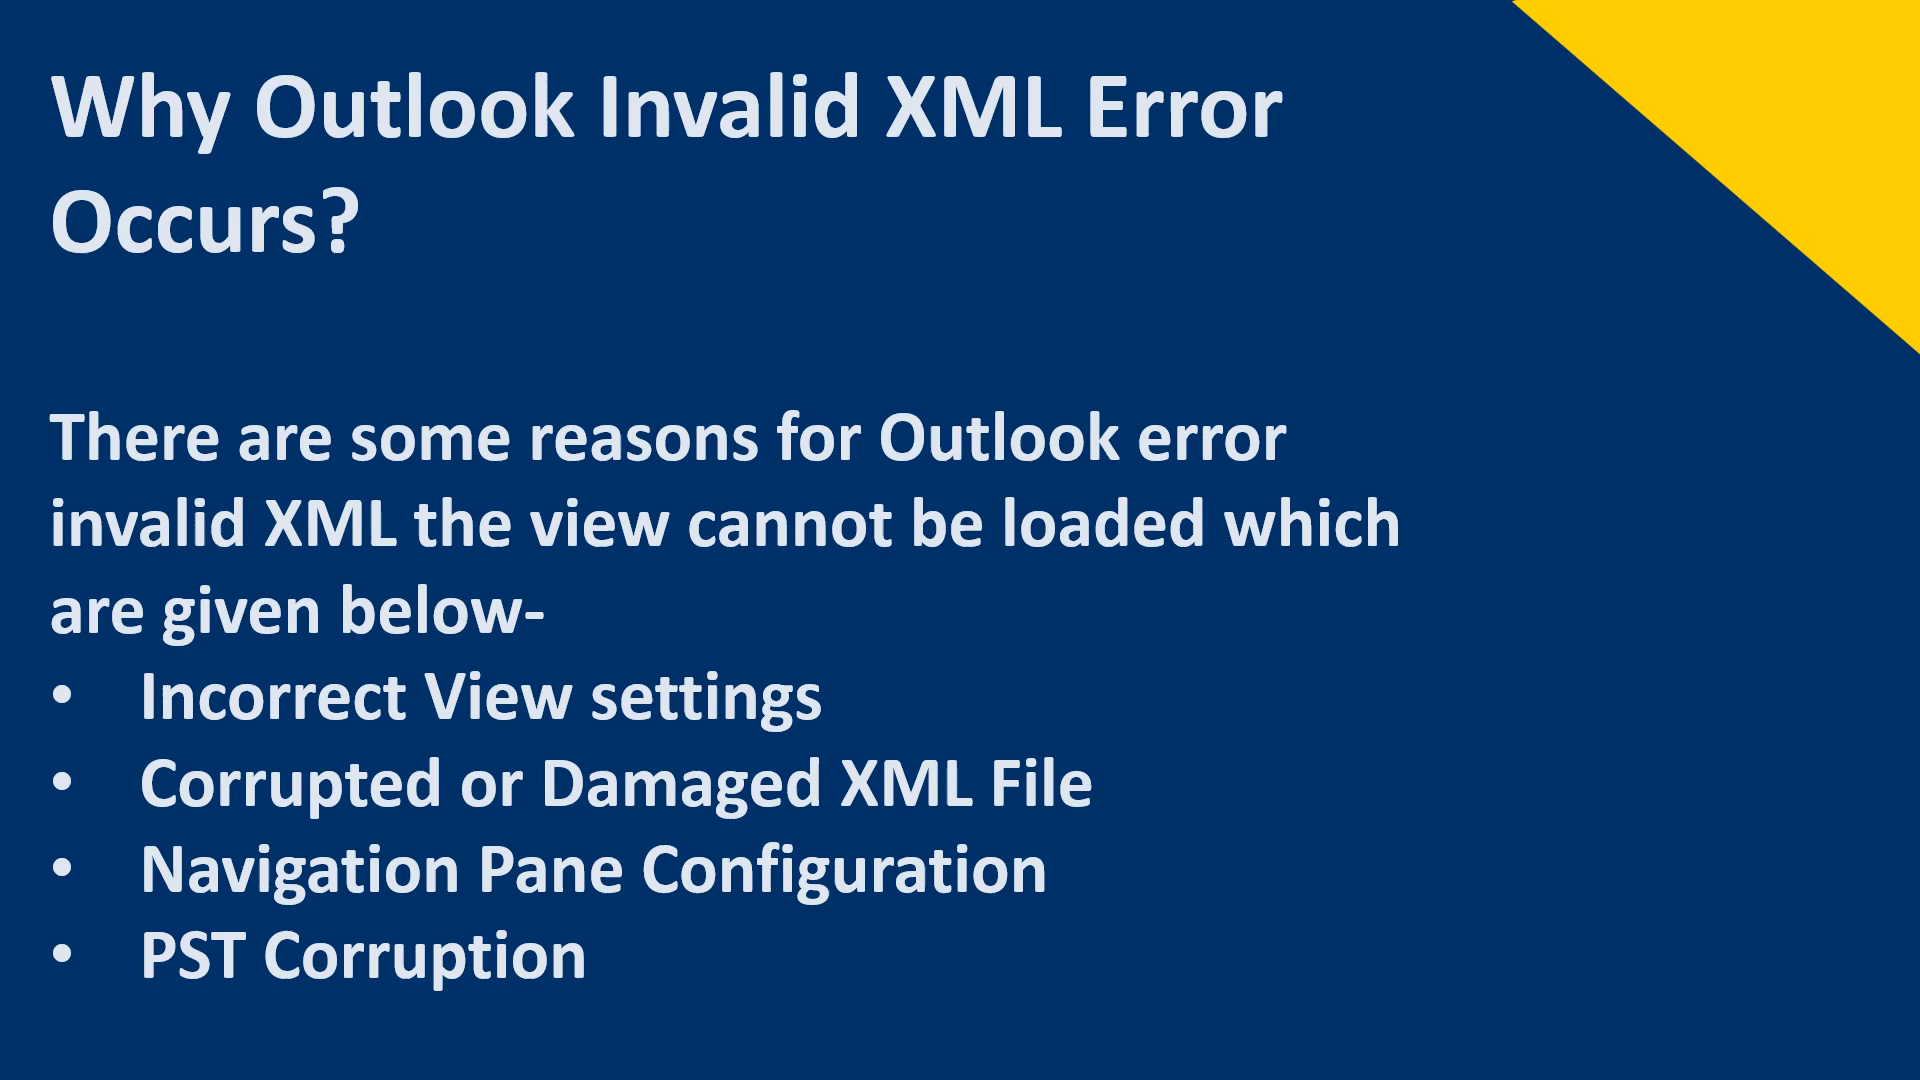 Why Outlook Invalid XML Error
Occurs?
There are some reasons for Outlook error
invalid XML the view cannot be loaded which
are given below-
• Incorrect View settings
• Corrupted or Damaged XML File
• Navigation Pane Configuration
• PST Corruption